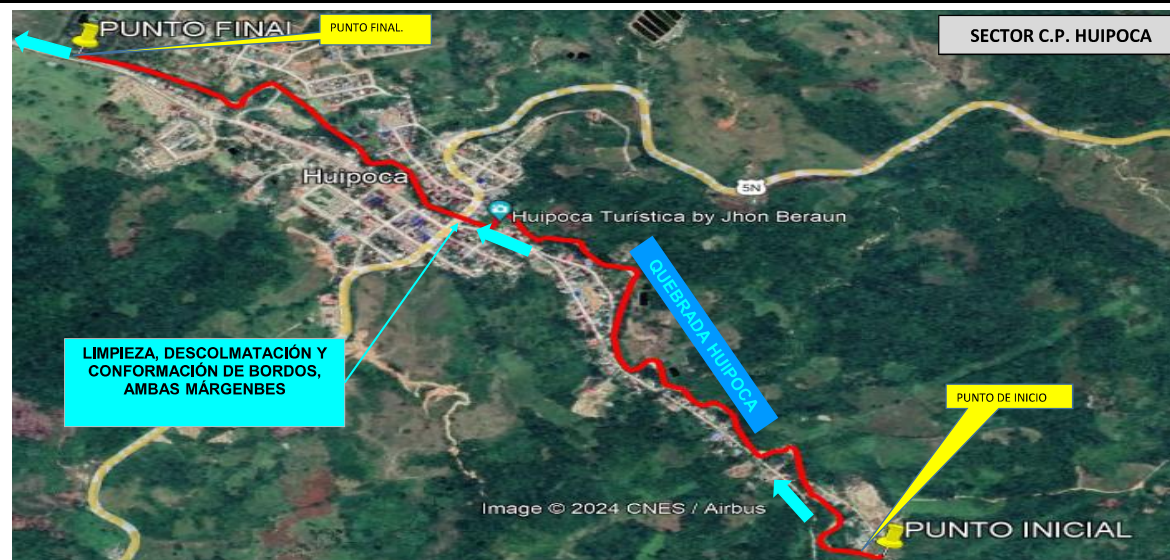 PUNTO FINAL
PUNTO FINAL.
SECTOR C.P. HUIPOCA
5N
Huipoca
Huipoca Turística by Jhon Beraun
QUEBRADA HUIPOCA
LIMPIEZA, DESCOLMATACIÓN Y
CONFORMACIÓN DE BORDOS,
AMBAS MÁRGENBES
PUNTO DE INICIO
Image © 2024 CNES / Airbus
PUNTO INICIAL